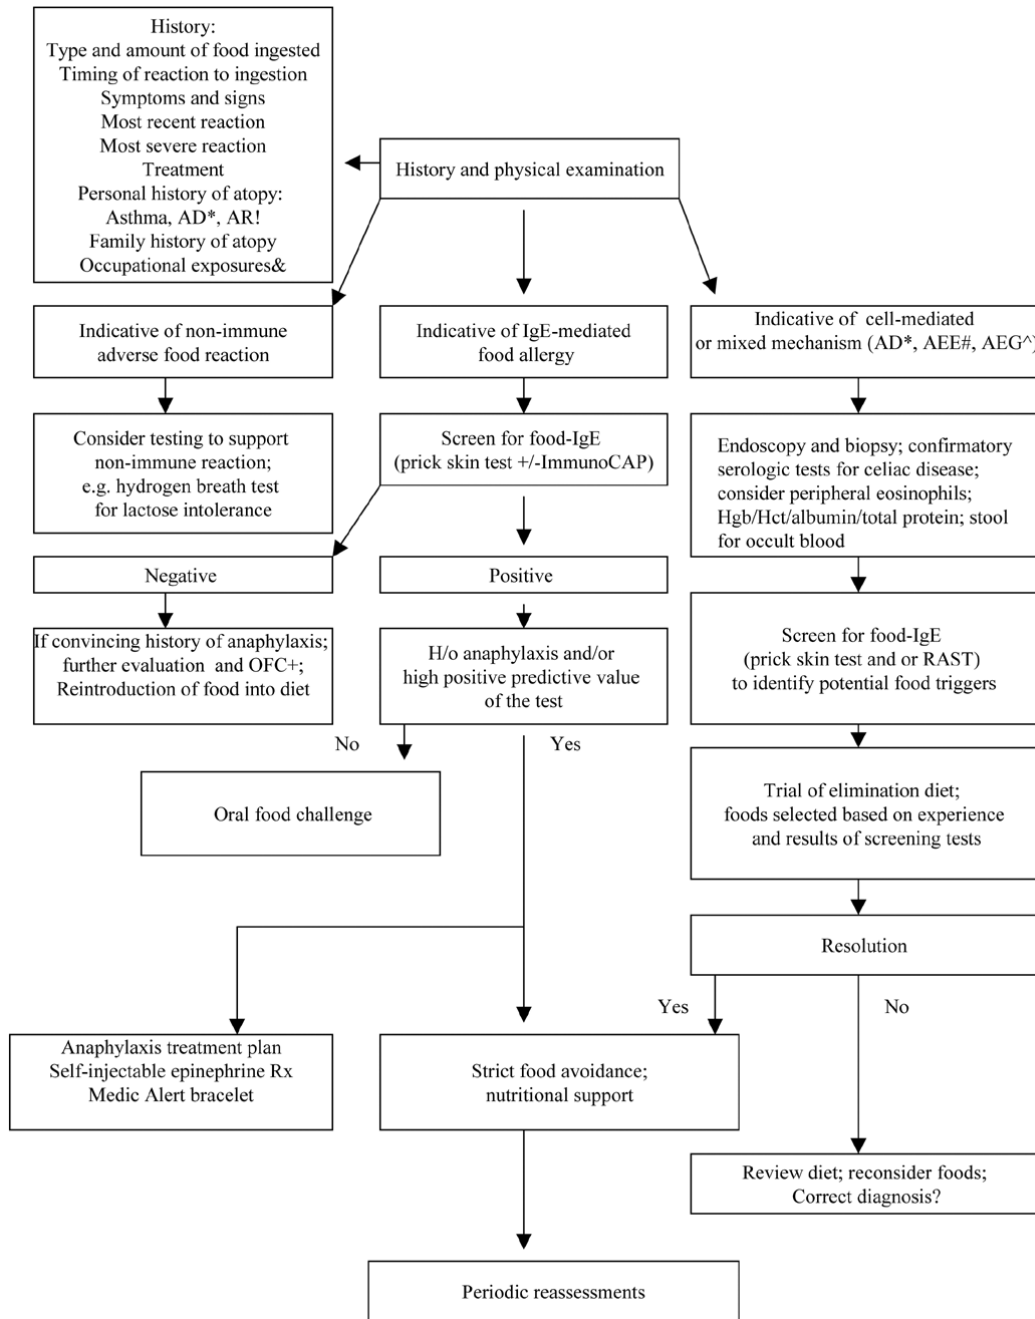 History:
Type and amount of food ingested
Timing of reaction to ingestion
Symptoms and signs
Most recent reaction
Most severe reaction
Treatment
Personal history of atopy:
Asthma, AD*, AR!
Family history of atopy
Occupational exposures&
History and physical examination
Indicative of non-immune
adverse food reaction
Indicative of IgE-mediated
food allergy
Indicative of cell-mediated
or mixed mechanism (AD*, AEE#, AEG^)
Consider testing to support
non-immune reaction;
e.g. hydrogen breath test
for lactose intolerance
Screen for food-IgE
(prick skin test +/-ImmunoCAP)
Endoscopy and biopsy; confirmatory
serologic tests for celiac disease;
consider peripheral eosinophils;
Hgb/Hct/albumin/total protein; stool
for occult blood
Negative
Positive
If convincing history of anaphylaxis;
further evaluation and OFC+;
Reintroduction of food into diet
H/o anaphylaxis and/or
high positive predictive value
of the test
Screen for food-IgE
(prick skin test and or RAST)
to identify potential food triggers
No
Yes
Oral food challenge
Trial of elimination diet;
foods selected based on experience
and results of screening tests
Resolution
Yes
No
Anaphylaxis treatment plan
Self-injectable epinephrine Rx
Medic Alert bracelet
Strict food avoidance;
nutritional support
Review diet; reconsider foods;
Correct diagnosis?
Periodic reassessments